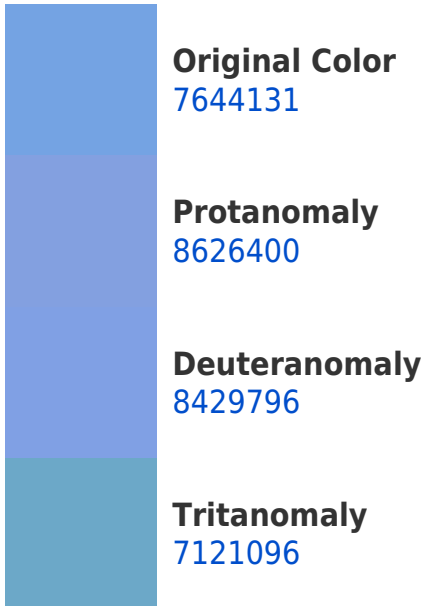 Original Color
7644131
Protanomaly
8626400
Deuteranomaly
8429796
Tritanomaly
7121096